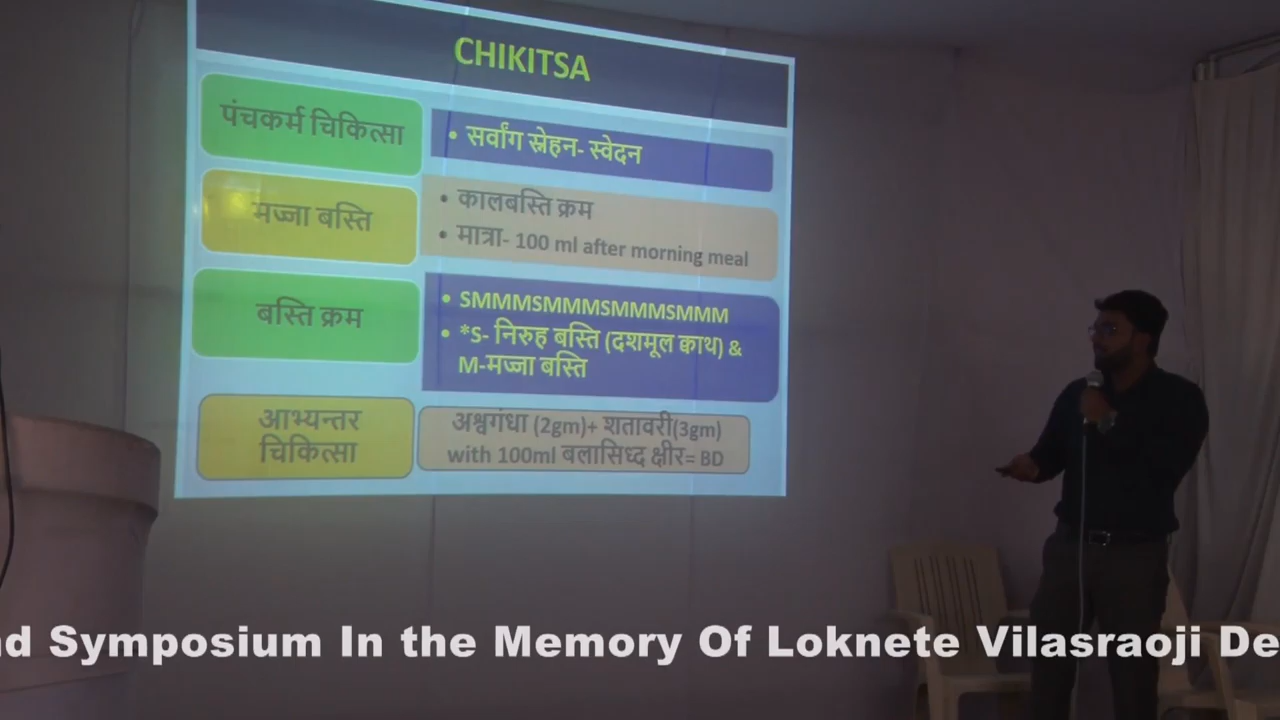 CHIKITSA
पंचकर्म चिकित्सा
• सर्वांग स्नेहन- स्वेदन
मज्जा बस्ति
• कालबस्ति क्रम
• मात्रा- 100 ml after morning meal
बस्ति क्रम
• SMMMSMMMSMMMSMMM
• *S- निरुह बस्ति (दशमूल क्वाथ) &
M-मज्जा बस्ति
आभ्यन्तर
चिकित्सा
अश्वगंधा (2gm)+ शतावरी(3gm)
with 100ml बलासिध्द क्षीर= BD
nd Symposium In the Memory Of Loknete Vilasraoji De